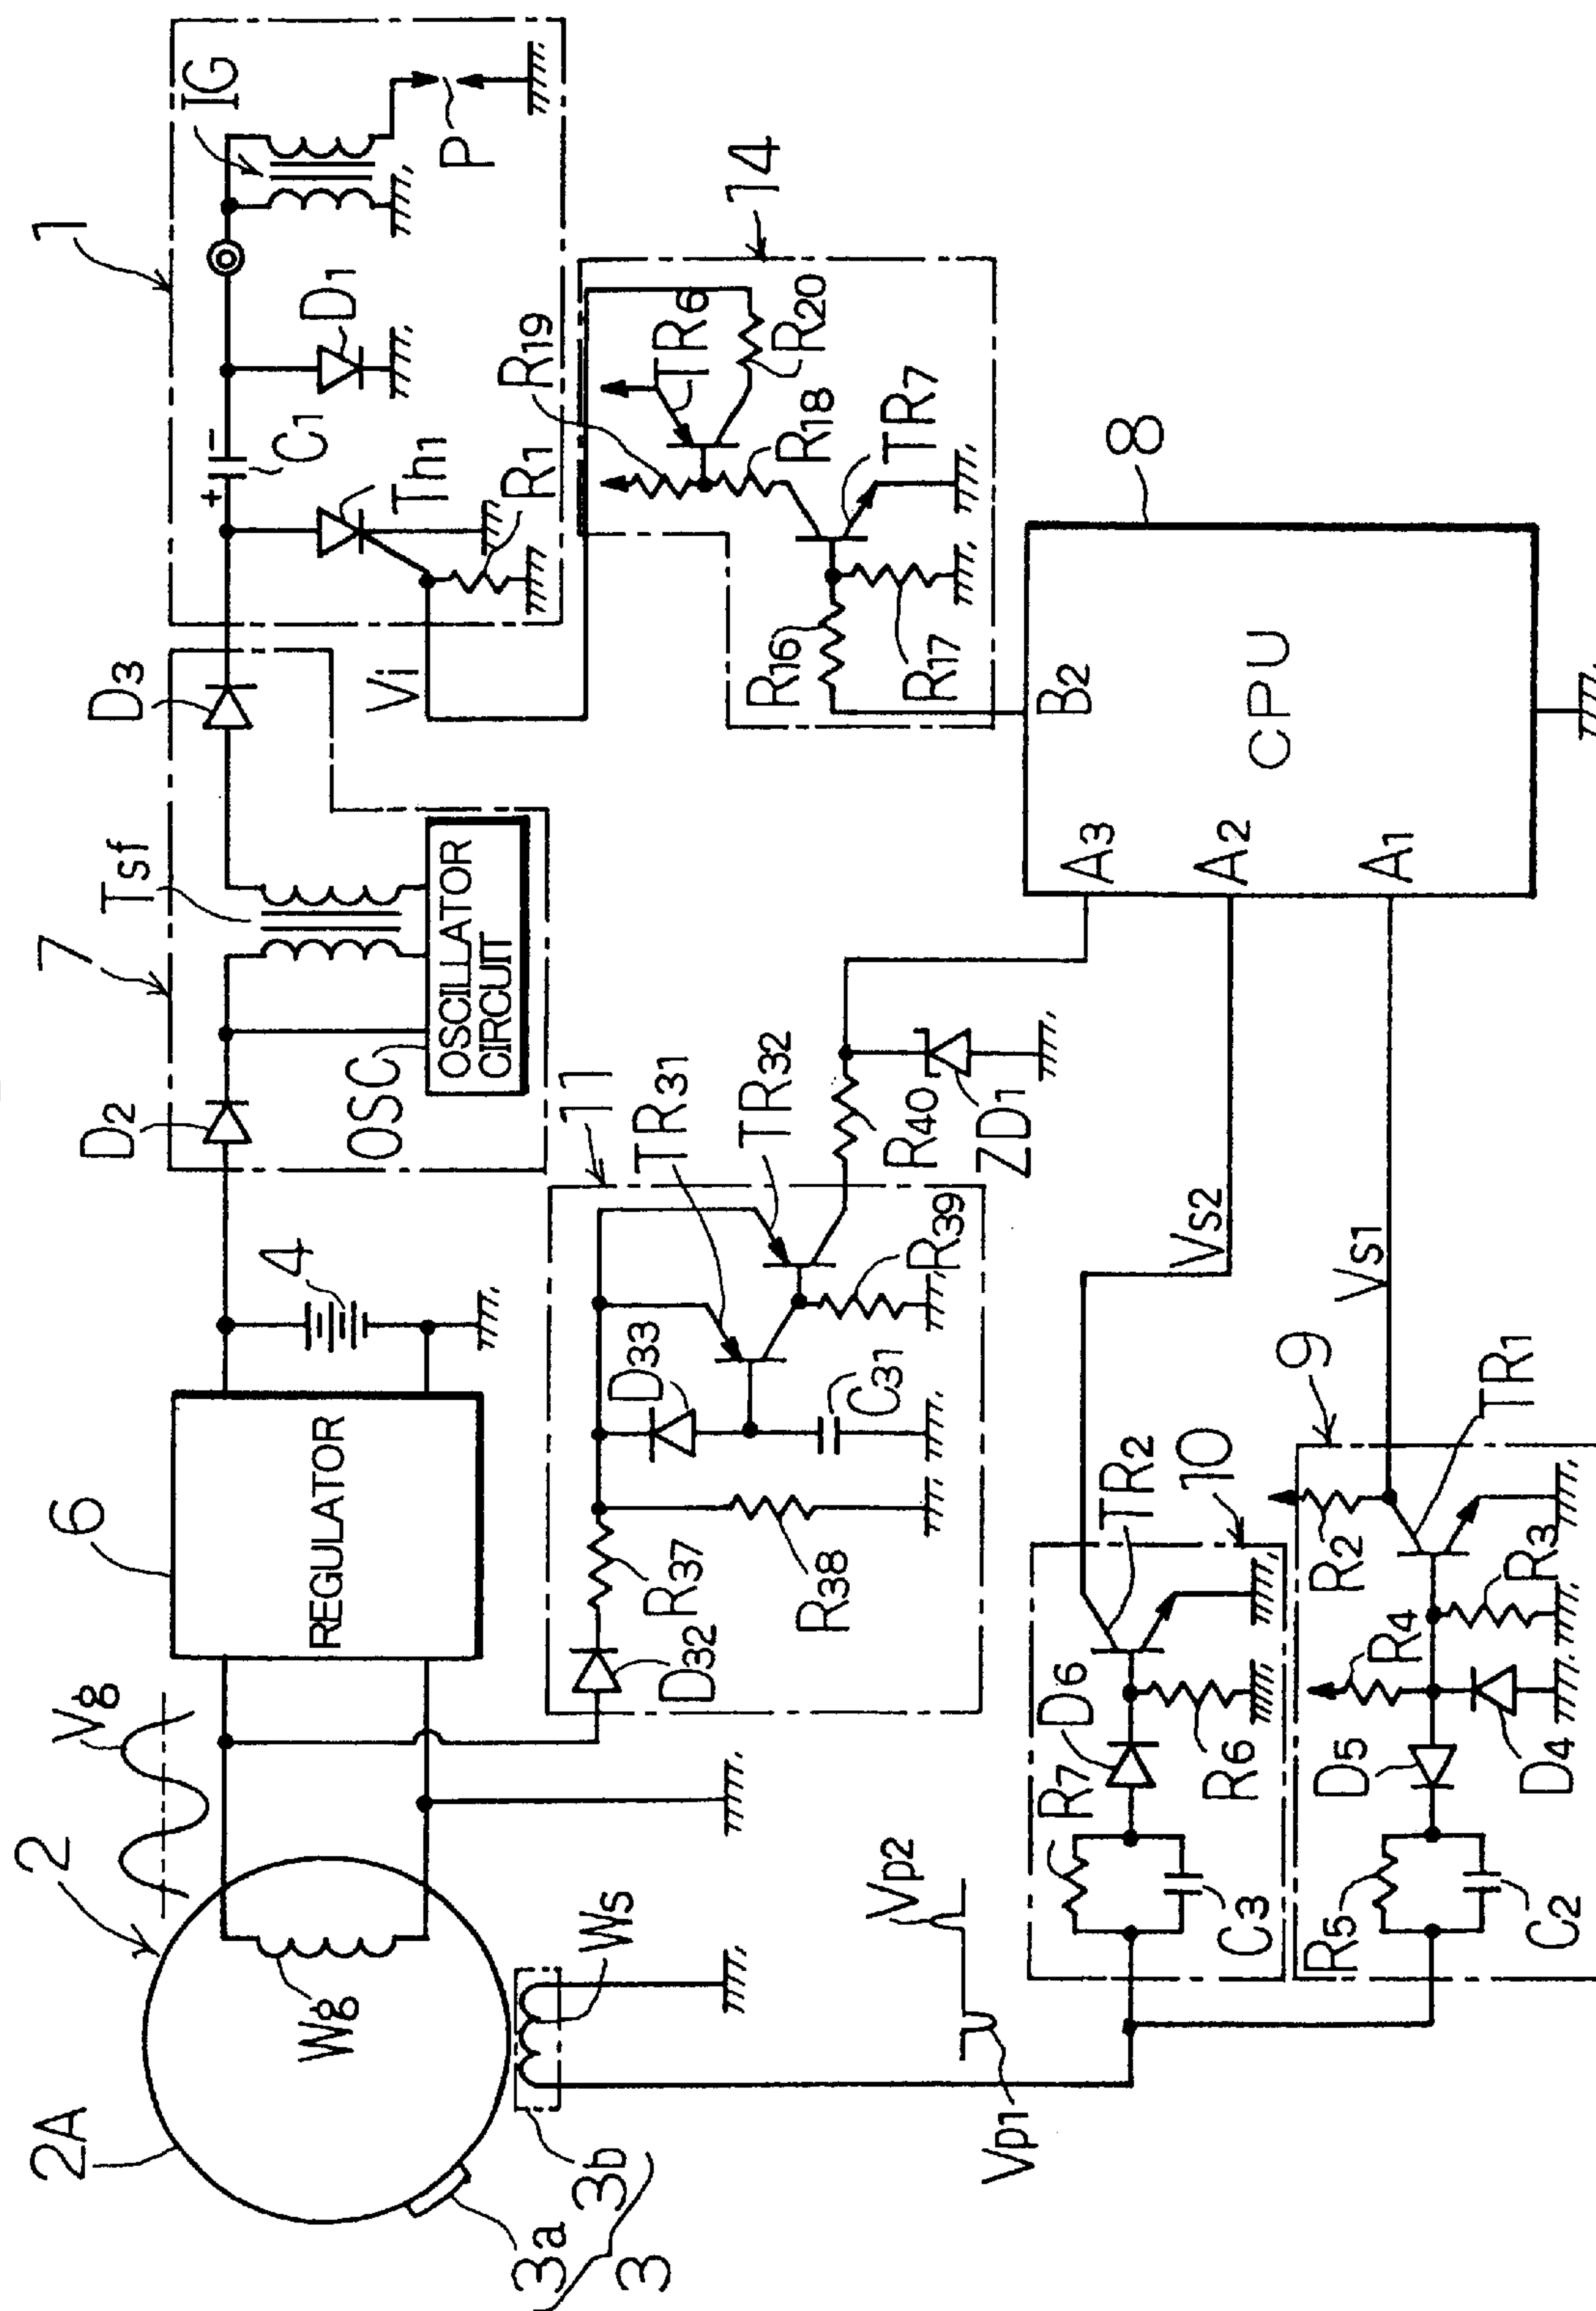 1
IG
P
D1
C1
+
−
Th1
R1
Vi
14
R19
TR6
R20
R18
TR7
R16
R17
8
B2
CPU
A3
A2
A1
7
D3
Tsf
OSC
OSCILLATOR
CIRCUIT
D2
4
6
REGULATOR
11
TR31
TR32
R40
ZD1
D33
C31
R39
R37
R38
D32
Vs2
Vs1
2
Vg
Wg
2A
Ws
3a
3b
3
Vp2
Vp1
10
TR2
D6
R7
R6
C3
9
TR1
R2
R3
R4
D5
D4
R5
C2